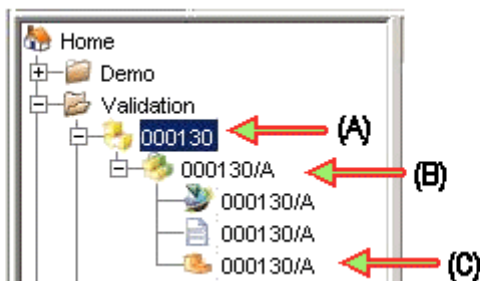 Home
Demo
Validation
000130 (A)
000130/A (B)
000130/A
000130/A
000130/A (C)